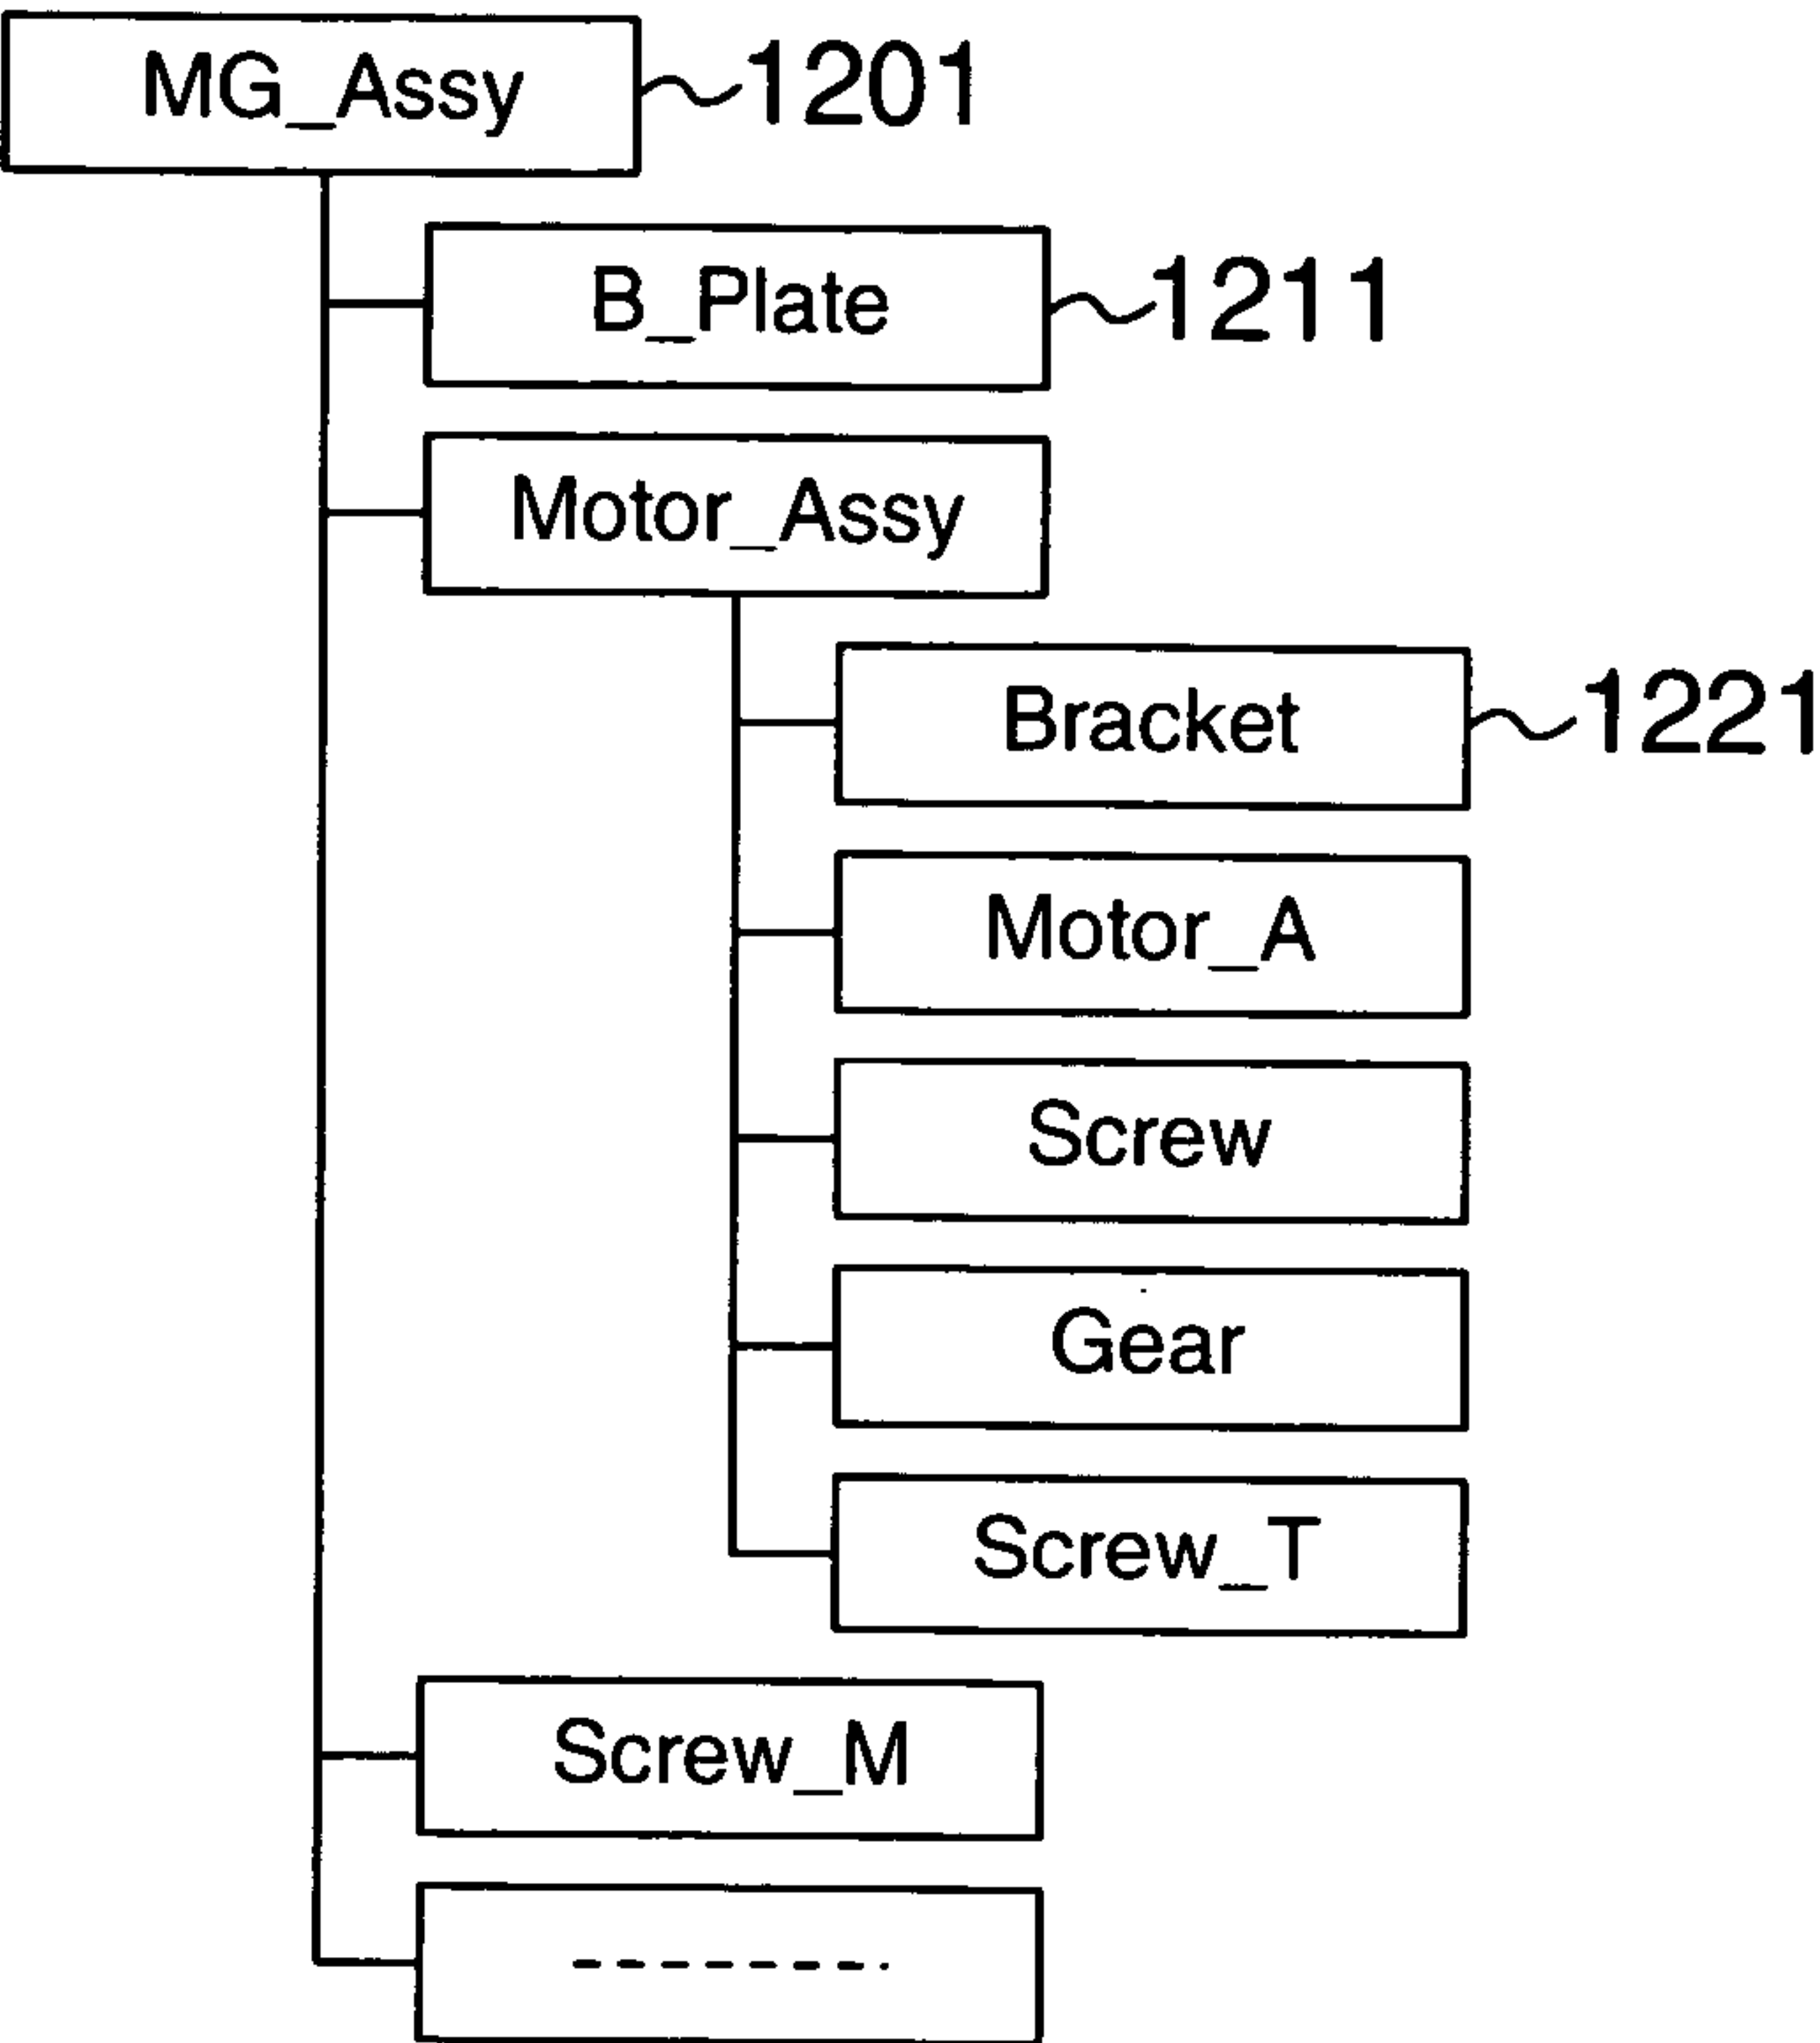 MG_Assy 1201
B_Plate 1211
Motor_Assy
Bracket 1221
Motor_A
Screw
Gear
Screw_T
Screw_M